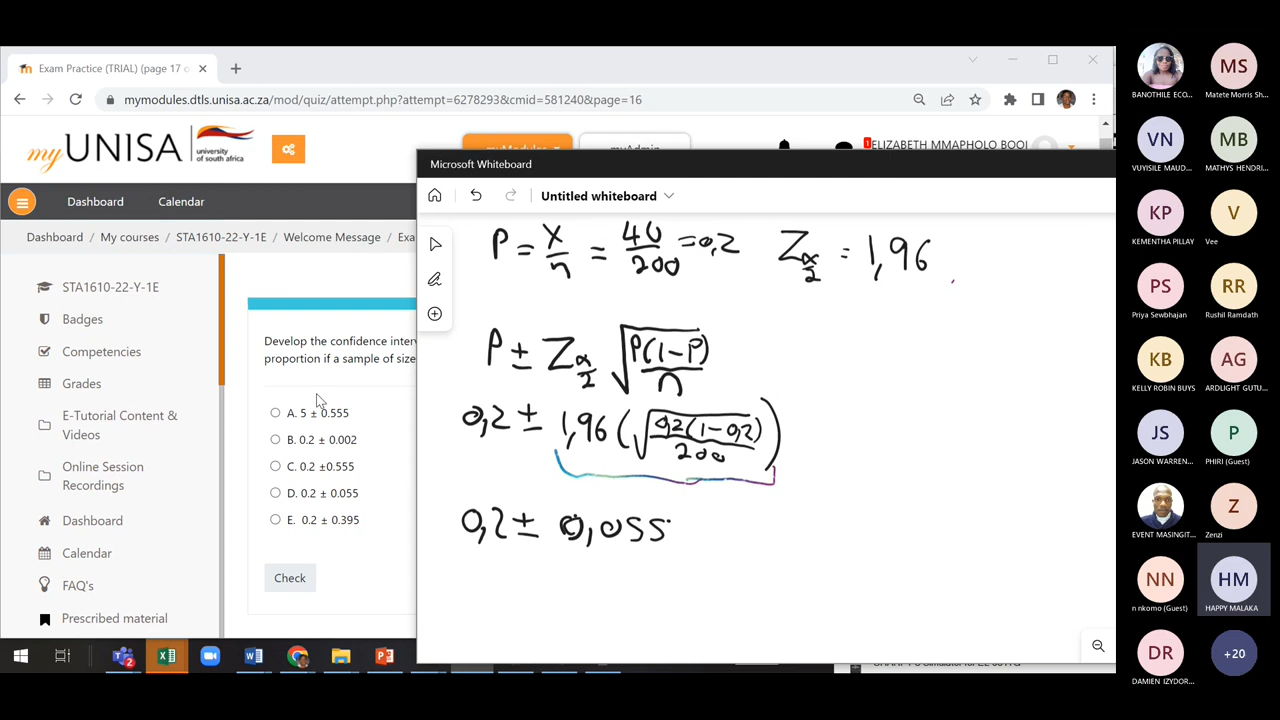 Exam Practice (TRIAL) (page 17 o
mymodules.dtls.unisa.ac.za/mod/quiz/attempt.php?attempt=6278293&cmid=581240&page=16
myUNISA
university
of south africa
myModules
myAdmin
1
ELIZABETH MMAPHOLO BOOI
Dashboard
Calendar
Dashboard / My courses / STA1610-22-Y-1E / Welcome Message / Exa
STA1610-22-Y-1E
Badges
Competencies
Grades
E-Tutorial Content &
Videos
Online Session
Recordings
Dashboard
Calendar
FAQ's
Prescribed material
Develop the confidence interv
proportion if a sample of size
A. 5 ± 0.555
B. 0.2 ± 0.002
C. 0.2 ±0.555
D. 0.2 ± 0.055
E. 0.2 ± 0.395
Check
Microsoft Whiteboard
Untitled whiteboard
P = X/n = 40/200 = 0,2 Zα/2 = 1,96
P ± Zα/2 √P(1-P)/n
0,2 ± 1,96 (√0,2(1-0,2)/200)
0,2 ± 0,055
BANOTHILE ECO...
MS
Matete Morris Sh...
VN
VUYISILE MAUD...
MB
MATHYS HENDRI...
KP
KEMENTHA PILLAY
V
Vee
PS
Priya Sewbhajan
RR
Rushil Ramdath
KB
KELLY ROBIN BUYS
AG
ARDLIGHT GUTU...
JS
JASON WARREN...
P
PHIRI (Guest)
EVENT MASINGIT...
Z
Zenzi
NN
n nkomo (Guest)
HM
HAPPY MALAKA
DR
DAMIEN IZYDOR...
+20